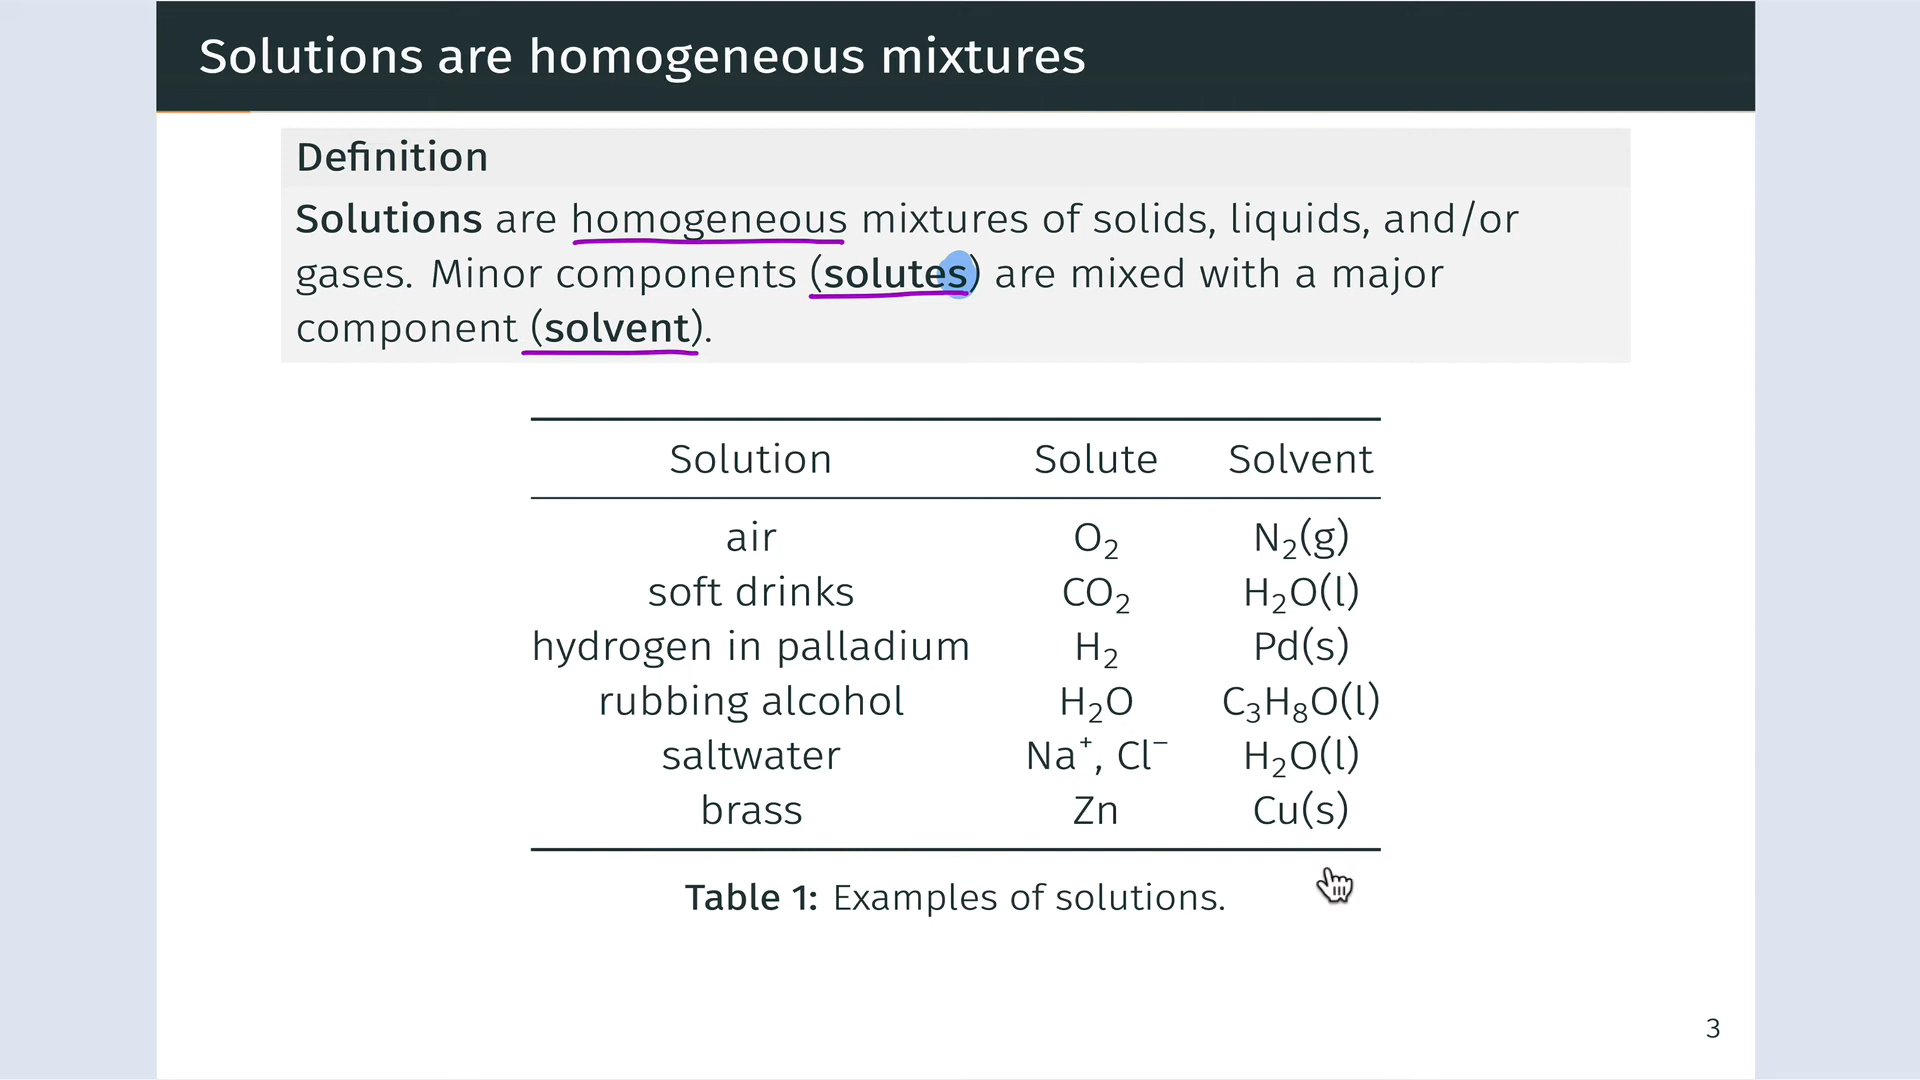 Solutions are homogeneous mixtures
Definition
Solutions are homogeneous mixtures of solids, liquids, and/or
gases. Minor components (solutes) are mixed with a major
component (solvent).
Solution Solute Solvent
air O₂ N₂(g)
soft drinks CO₂ H₂O(l)
hydrogen in palladium H₂ Pd(s)
rubbing alcohol H₂O C₃H₈O(l)
saltwater Na⁺, Cl⁻ H₂O(l)
brass Zn Cu(s)
Table 1: Examples of solutions.
3